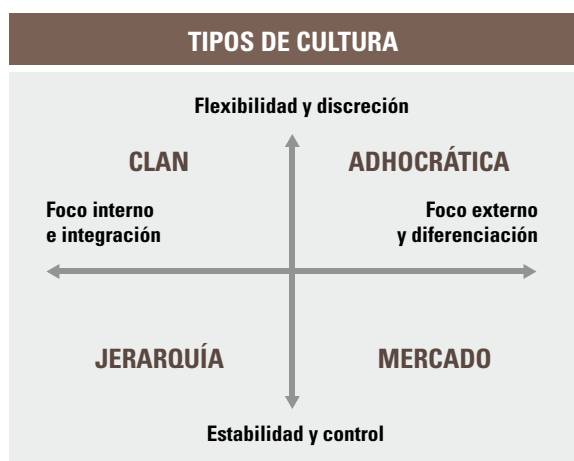 TIPOS DE CULTURA
Flexibilidad y discreción
CLAN
ADHOCRÁTICA
Foco interno
e integración
Foco externo
y diferenciación
JERARQUÍA
MERCADO
Estabilidad y control